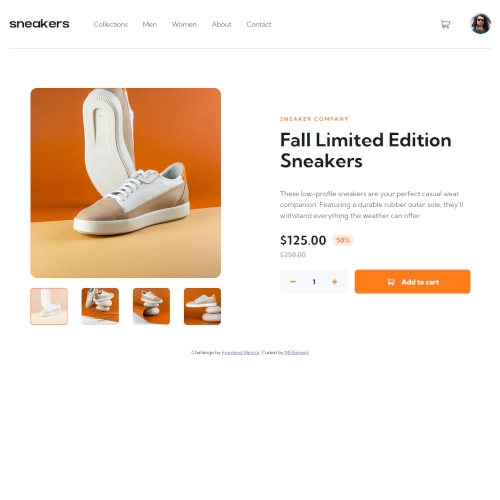 sneakers
Collections Men Women About Contact
SNEAKER COMPANY
Fall Limited Edition
Sneakers
These low-profile sneakers are your perfect casual wear
companion. Featuring a durable rubber outer sole, they'll
withstand everything the weather can offer.
$125.00 50%
$250.00
1 Add to cart
Challenge by Frontend Mentor. Coded by